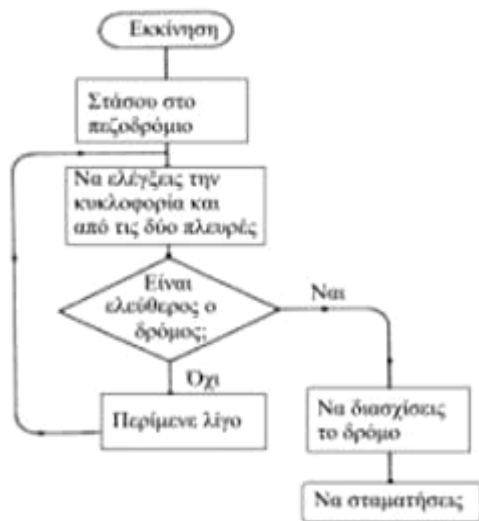 Εκκίνηση
Στάσου στο
πεζοδρόμιο
Να ελέγξεις την
κυκλοφορία και
από τις δύο πλευρές
Είναι
ελεύθερος ο
δρόμος;
Ναι
Όχι
Περίμενε λίγο
Να διασχίσεις
το δρόμο
Να σταματήσεις